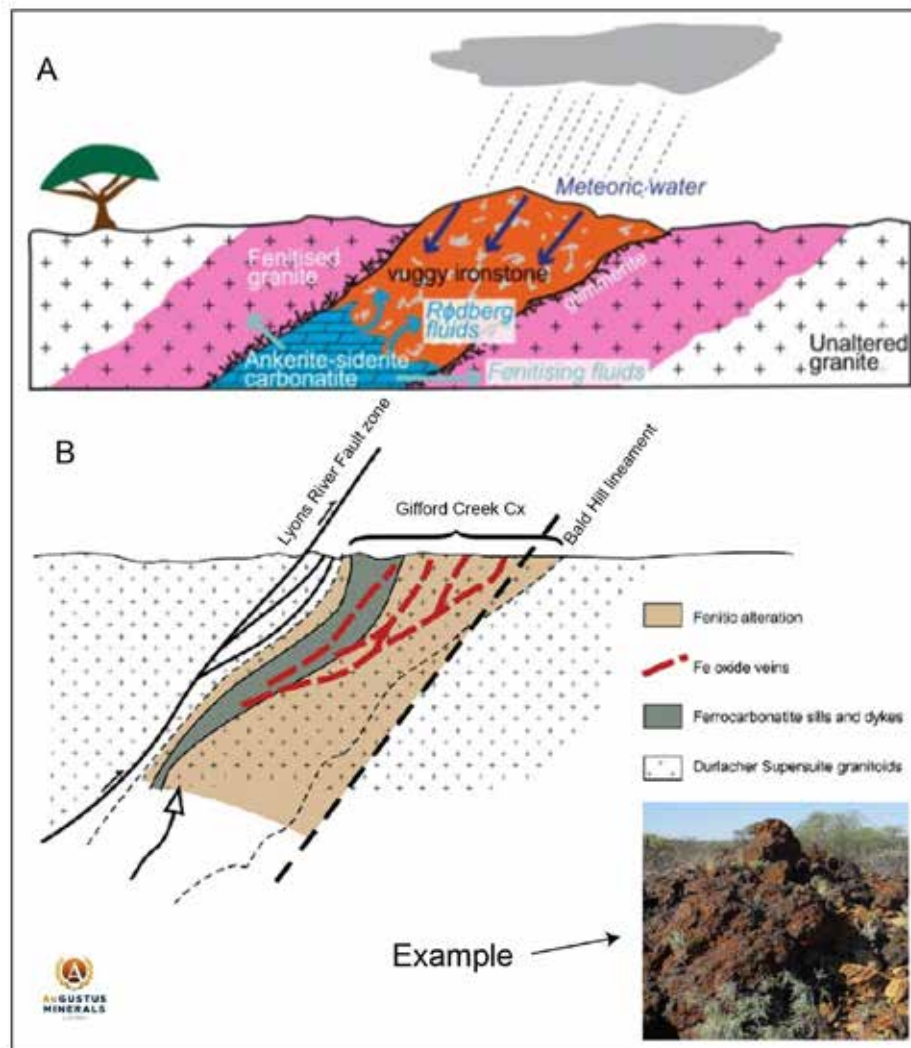 A
Meteoric water
Fenitised
granite
vuggy ironstone
glimmerite
Rødberg
fluids
Ankerite-siderite
carbonatite
Fenitising fluids
Unaltered
granite
B
Lyons River Fault zone
Gifford Creek Cx
Bald Hill lineament
Fenitic alteration
Fe oxide veins
Ferrocarbonatite sills and dykes
Durlacher Supersuite granitoids
Example
AuGUSTUS
MINERALS